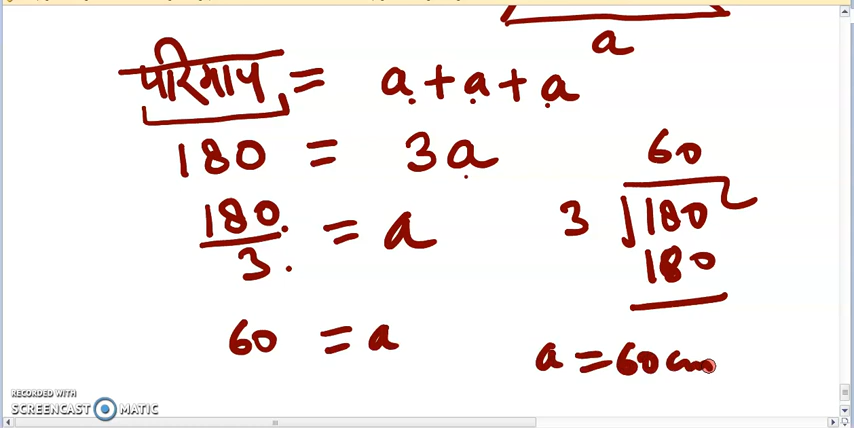 a
परिमाप = a + a + a
180 = 3a
180/3 = a
60
3 √180
180
60 = a
a = 60 cm
RECORDED WITH
SCREENCAST O MATIC